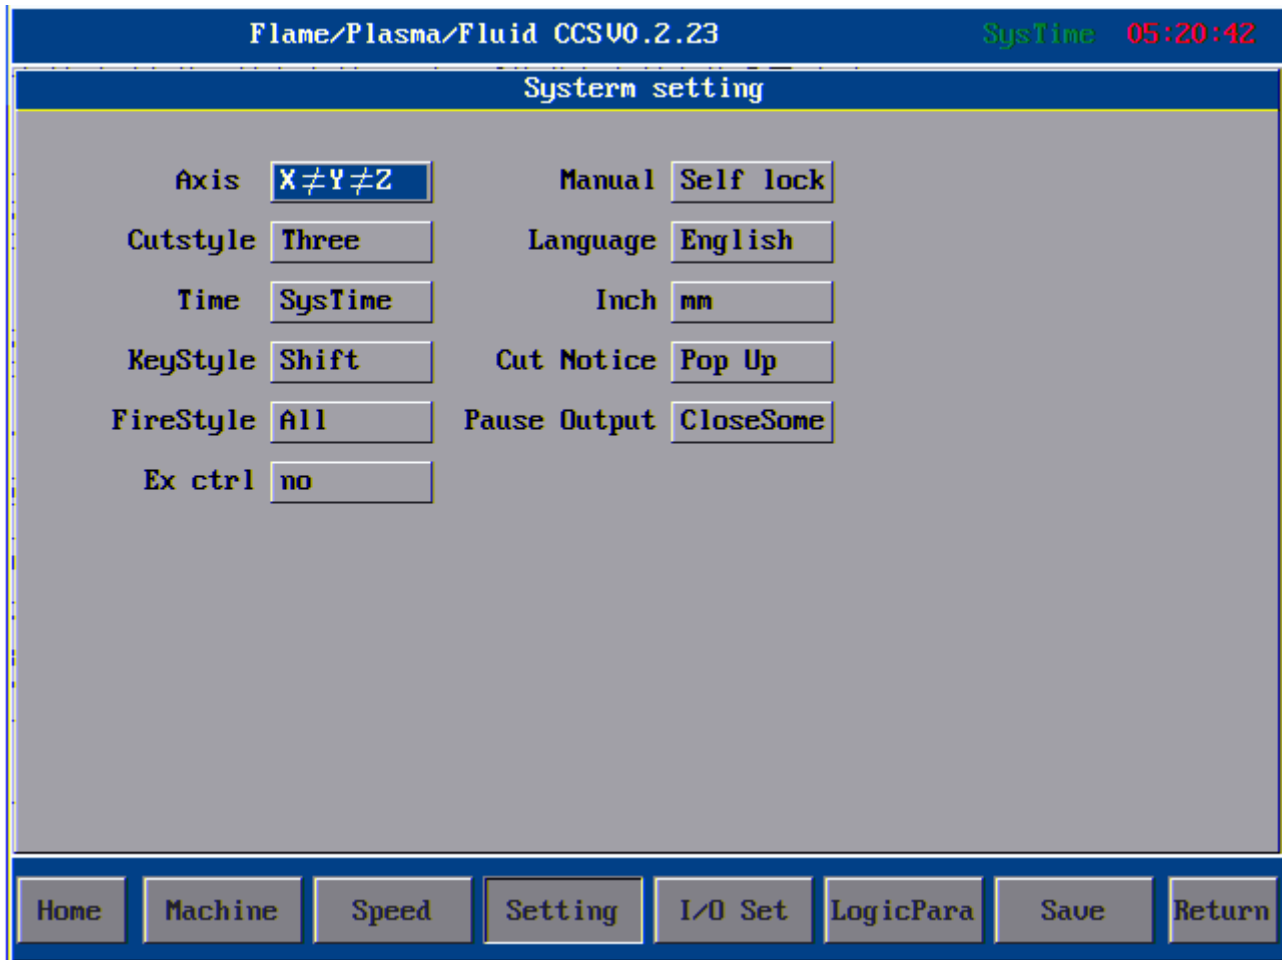 Flame/Plasma/Fluid CCSV0.2.23 SysTime 05:20:42
Systerm setting
Axis X≠Y≠Z Manual Self lock
Cutstyle Three Language English
Time SysTime Inch mm
KeyStyle Shift Cut Notice Pop Up
FireStyle All Pause Output CloseSome
Ex ctrl no
Home Machine Speed Setting I/O Set LogicPara Save Return